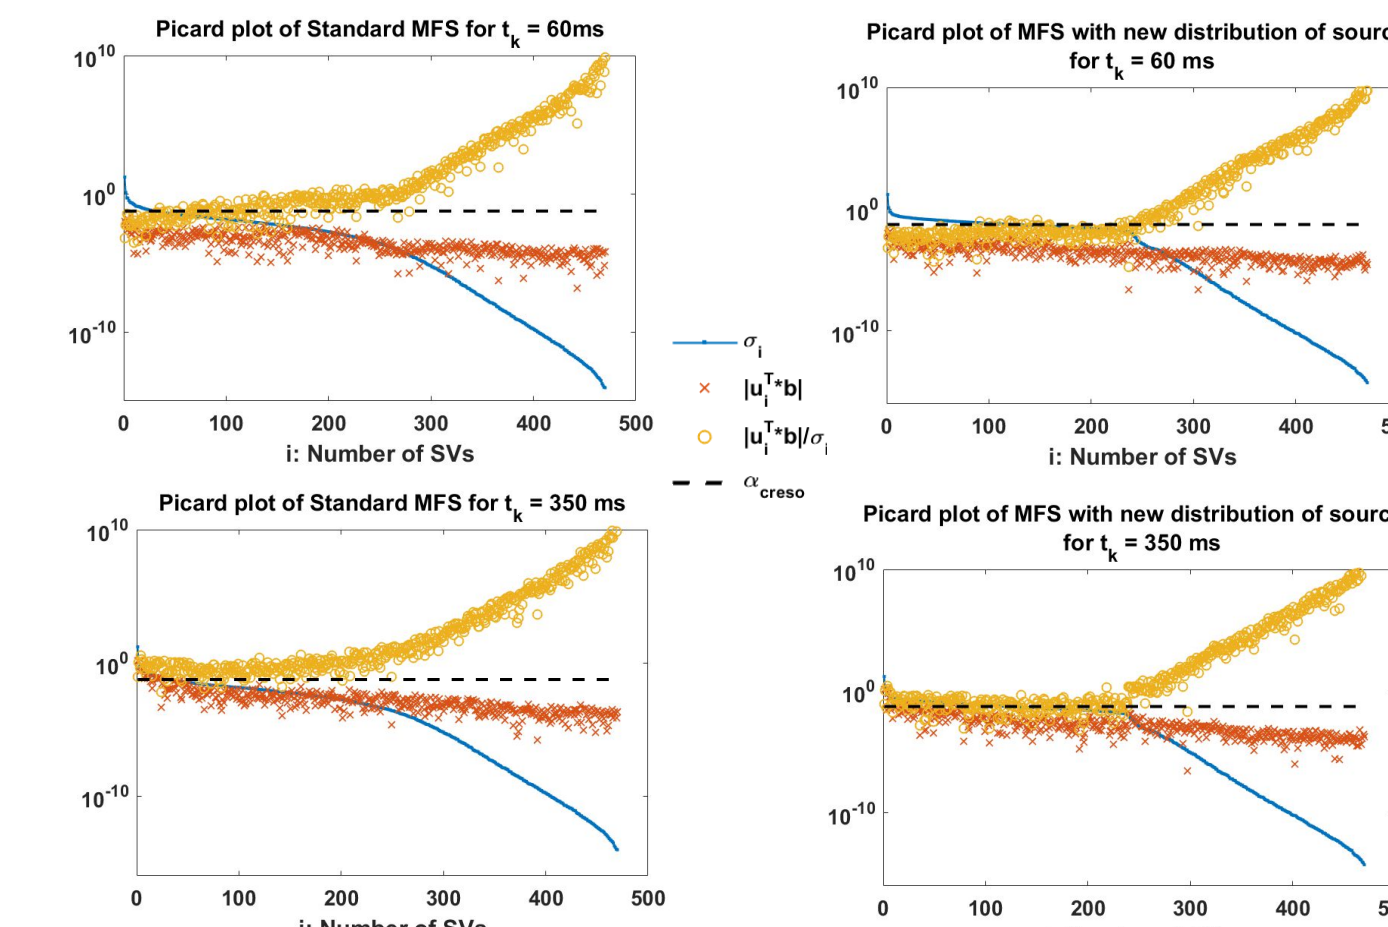 Picard plot of Standard MFS for t_k = 60ms
10^10
10^0
10^-10
0 100 200 300 400 500
i: Number of SVs
Picard plot of MFS with new distribution of sourc
for t_k = 60 ms
10^10
10^0
10^-10
0 100 200 300 400 5
i: Number of SVs
σ_i
|u_i^T*b|
|u_i^T*b|/σ_i
α_creso
Picard plot of Standard MFS for t_k = 350 ms
10^10
10^0
10^-10
0 100 200 300 400 500
i: Number of SVs
Picard plot of MFS with new distribution of sourc
for t_k = 350 ms
10^10
10^0
10^-10
0 100 200 300 400 5